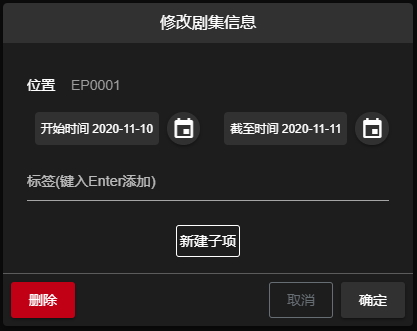 修改剧集信息
位置 EP0001
开始时间 2020-11-10 截至时间 2020-11-11
标签(键入Enter添加)
新建子项
删除 取消 确定